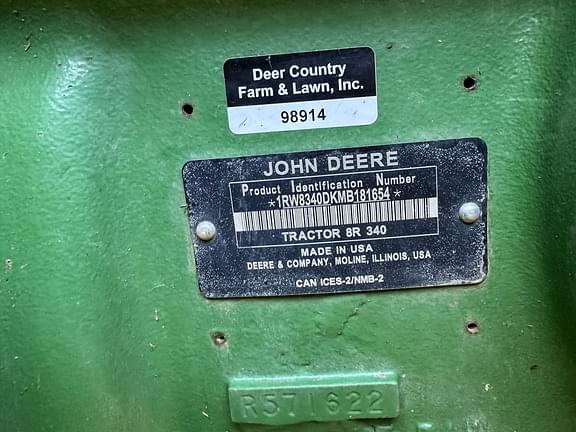 Deer Country
Farm & Lawn, Inc.
98914
JOHN DEERE
Product Identification Number
*1RW8340DKMB181654*
TRACTOR 8R 340
MADE IN USA
DEERE & COMPANY, MOLINE, ILLINOIS, USA
CAN ICES-2/NMB-2
R571622